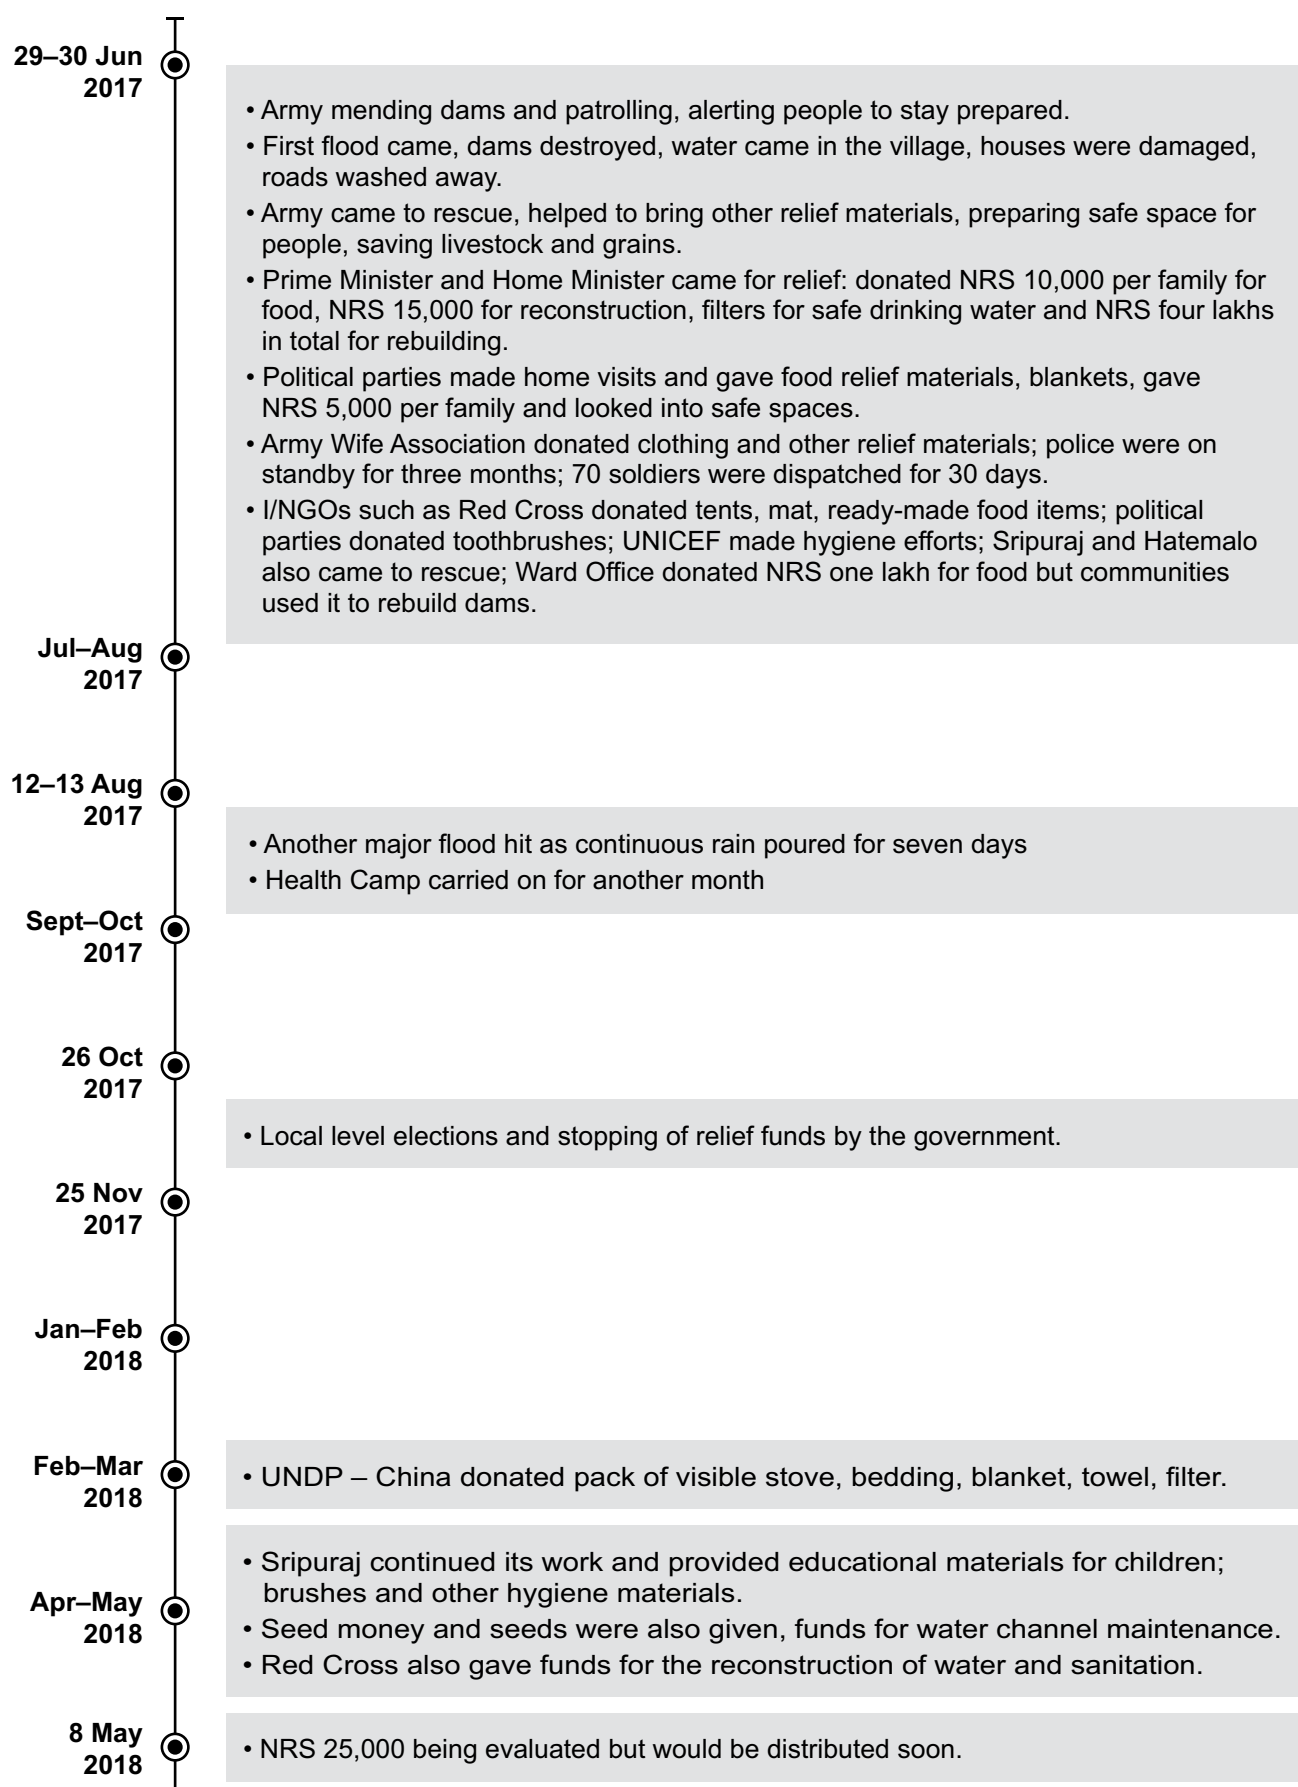 29–30 Jun
2017
• Army mending dams and patrolling, alerting people to stay prepared.
• First flood came, dams destroyed, water came in the village, houses were damaged,
roads washed away.
• Army came to rescue, helped to bring other relief materials, preparing safe space for
people, saving livestock and grains.
• Prime Minister and Home Minister came for relief: donated NRS 10,000 per family for
food, NRS 15,000 for reconstruction, filters for safe drinking water and NRS four lakhs
in total for rebuilding.
• Political parties made home visits and gave food relief materials, blankets, gave
NRS 5,000 per family and looked into safe spaces.
• Army Wife Association donated clothing and other relief materials; police were on
standby for three months; 70 soldiers were dispatched for 30 days.
• I/NGOs such as Red Cross donated tents, mat, ready-made food items; political
parties donated toothbrushes; UNICEF made hygiene efforts; Sripuraj and Hatemalo
also came to rescue; Ward Office donated NRS one lakh for food but communities
used it to rebuild dams.
Jul–Aug
2017
12–13 Aug
2017
• Another major flood hit as continuous rain poured for seven days
• Health Camp carried on for another month
Sept–Oct
2017
26 Oct
2017
• Local level elections and stopping of relief funds by the government.
25 Nov
2017
Jan–Feb
2018
Feb–Mar
2018
• UNDP – China donated pack of visible stove, bedding, blanket, towel, filter.
Apr–May
2018
• Sripuraj continued its work and provided educational materials for children;
brushes and other hygiene materials.
• Seed money and seeds were also given, funds for water channel maintenance.
• Red Cross also gave funds for the reconstruction of water and sanitation.
8 May
2018
• NRS 25,000 being evaluated but would be distributed soon.